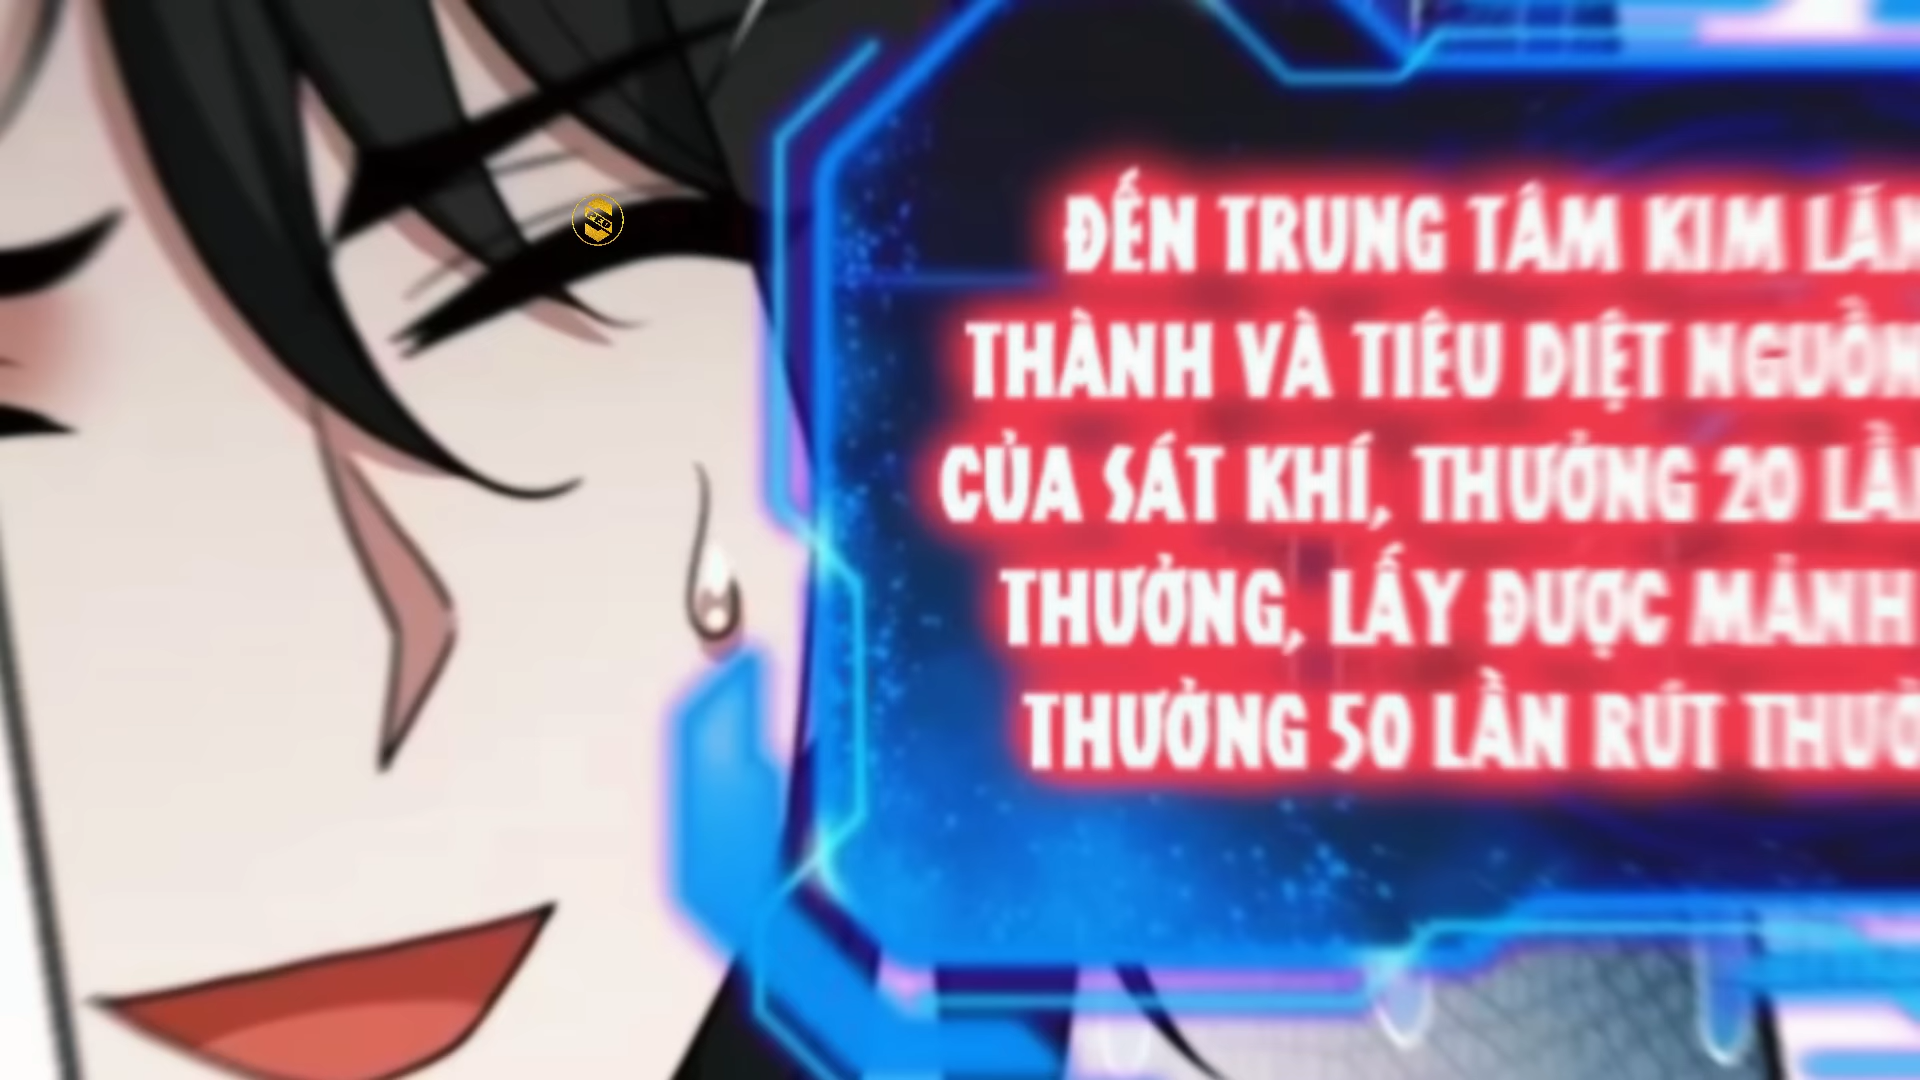 ĐẾN TRUNG TÂM KIM
THÀNH VÀ TIÊU DIỆT NGUỒN
CỦA SÁT KHÍ, THƯỞNG 20
THƯỞNG, LẤY ĐƯỢC MẢNH
THƯỞNG 50 LẦN RÚT